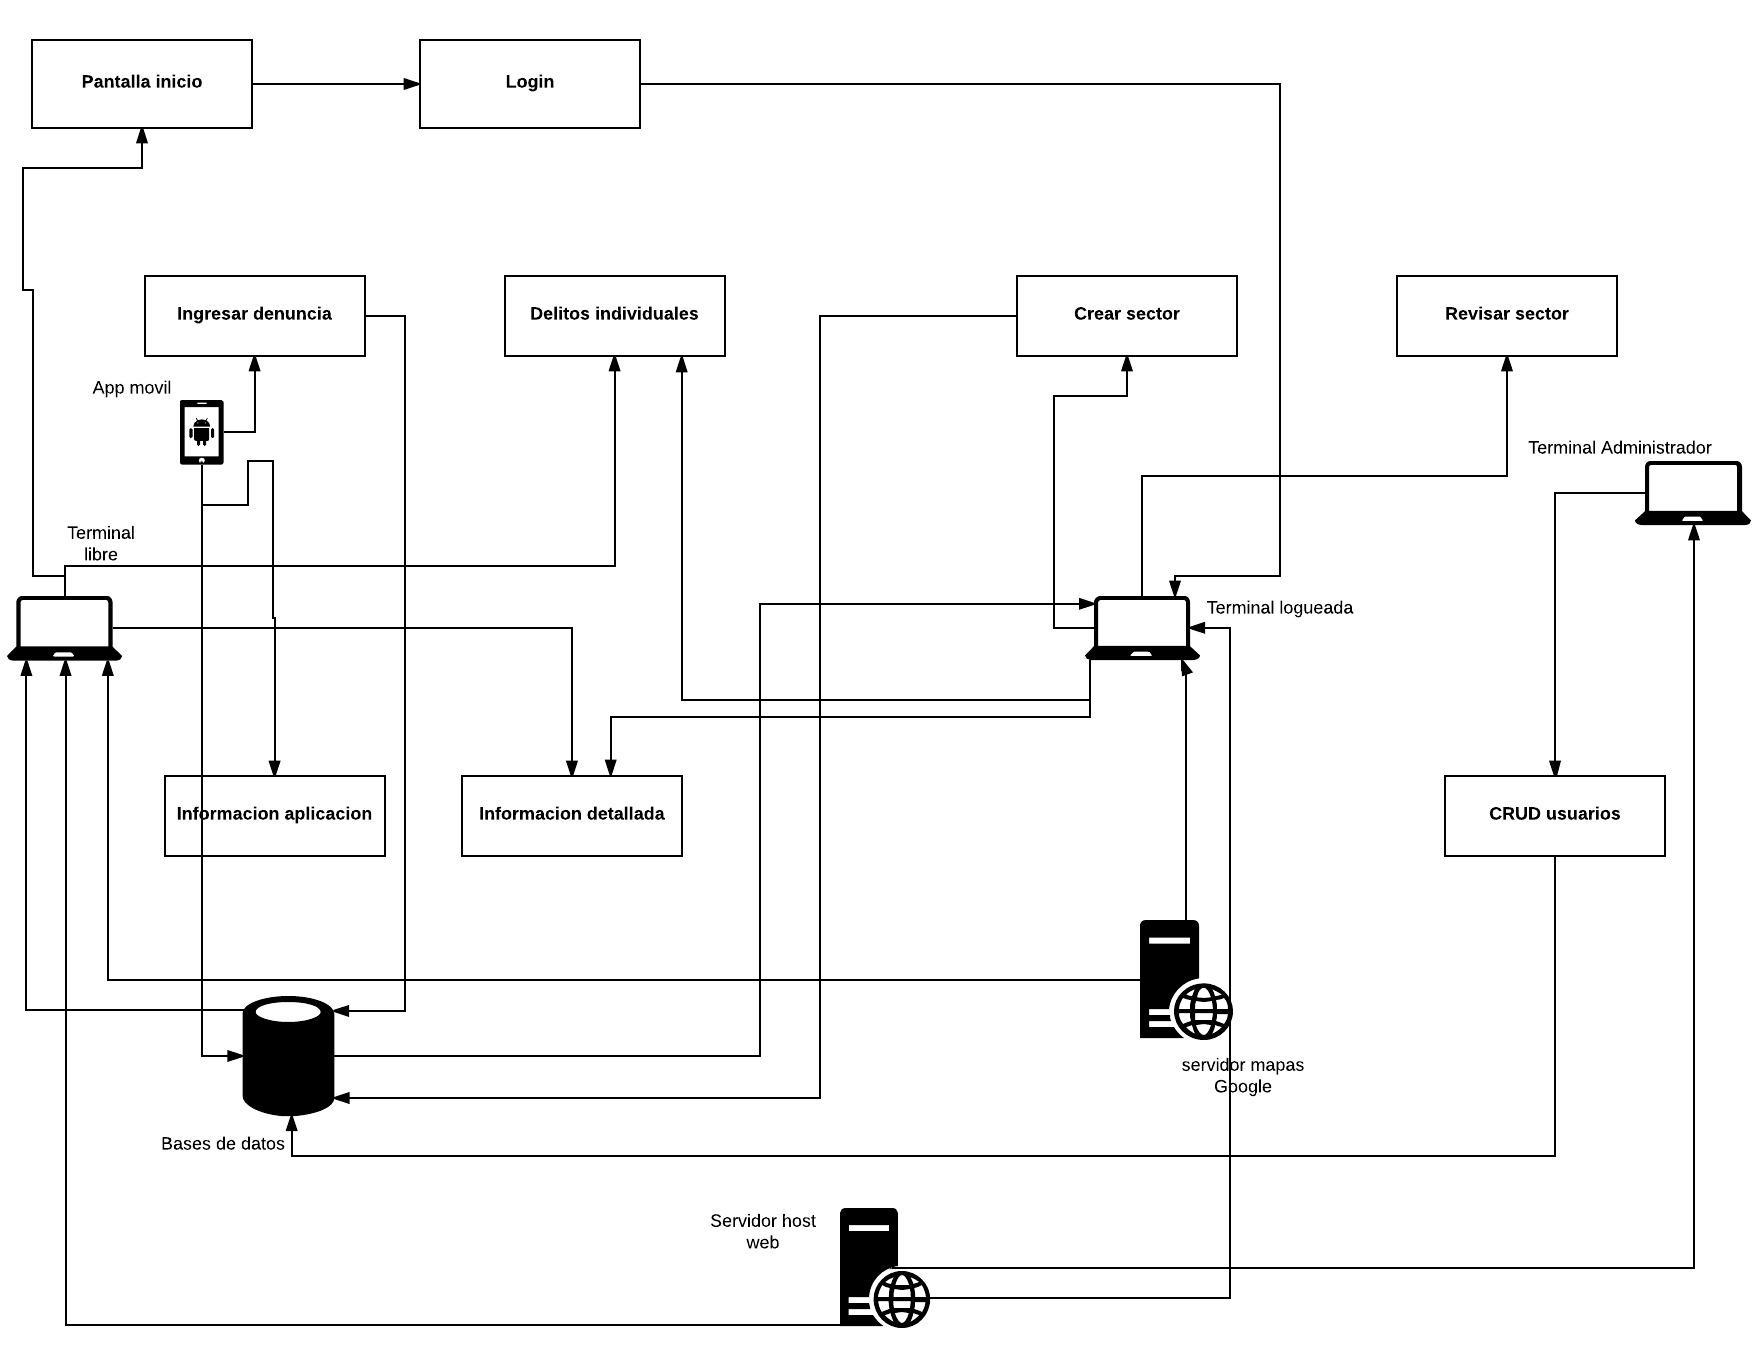 Pantalla inicio
Login
Ingresar denuncia
Delitos individuales
Crear sector
Revisar sector
App movil
Terminal Administrador
Terminal
libre
Terminal logueada
Informacion aplicacion
Informacion detallada
CRUD usuarios
servidor mapas
Google
Bases de datos
Servidor host
web